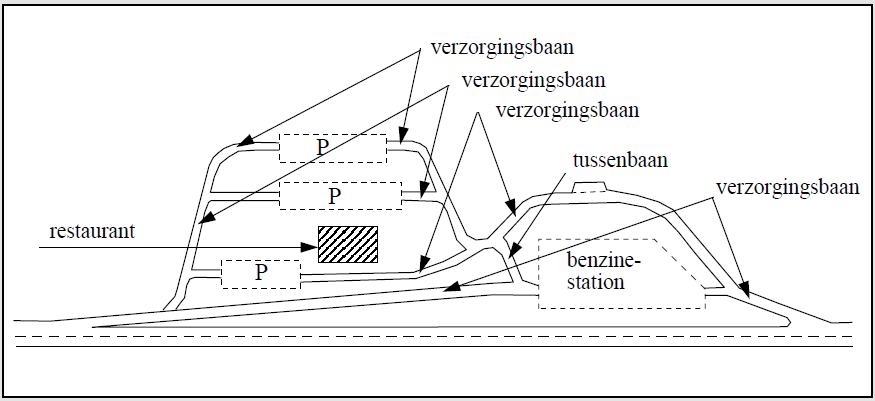 verzorgingsbaan
verzorgingsbaan
verzorgingsbaan
P
tussenbaan
verzorgingsbaan
P
restaurant
P
benzine-
station